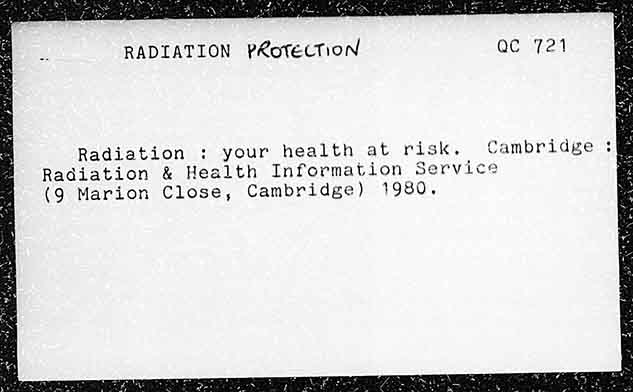 RADIATION PROTECTION QC 721
Radiation : your health at risk. Cambridge :
Radiation & Health Information Service
(9 Marion Close, Cambridge) 1980.